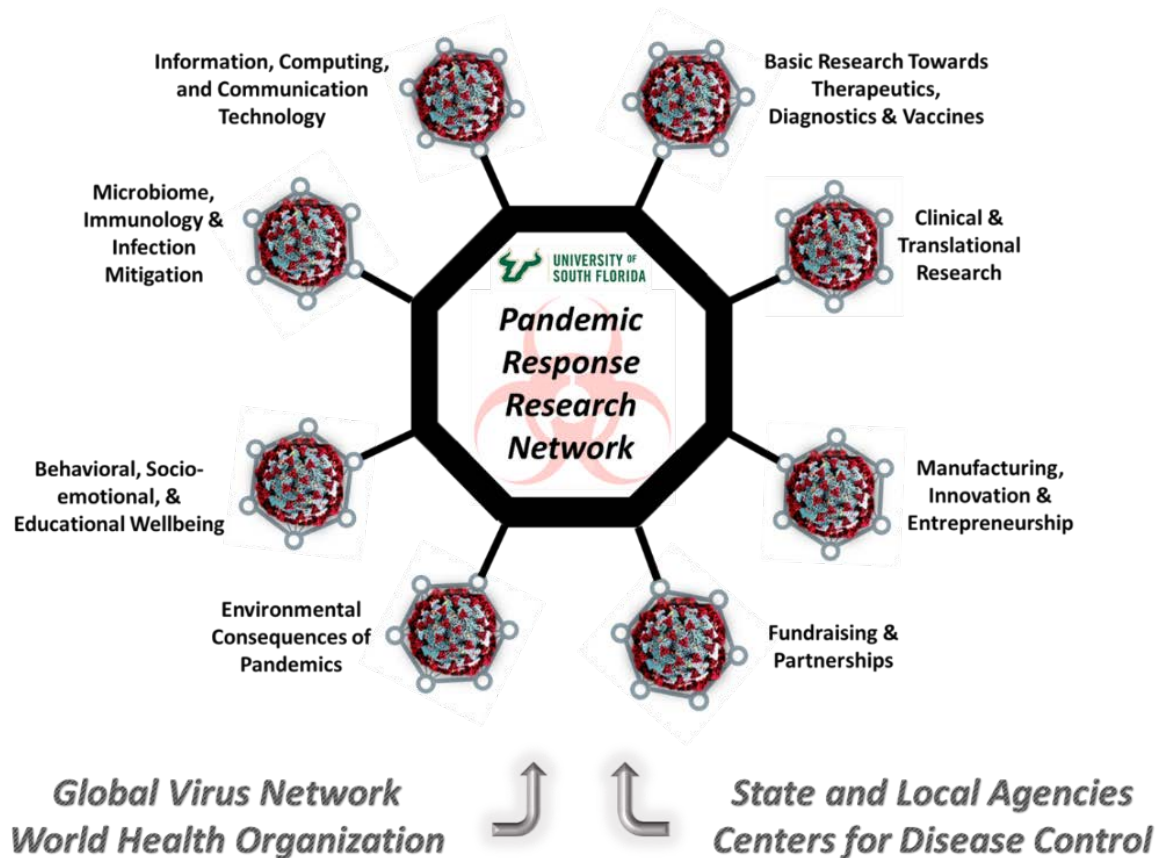 Information, Computing,
and Communication
Technology
Basic Research Towards
Therapeutics,
Diagnostics & Vaccines
Microbiome,
Immunology &
Infection
Mitigation
Clinical &
Translational
Research
UNIVERSITY OF
SOUTH FLORIDA
Pandemic
Response
Research
Network
Behavioral, Socio-
emotional, &
Educational Wellbeing
Manufacturing,
Innovation &
Entrepreneurship
Environmental
Consequences of
Pandemics
Fundraising &
Partnerships
Global Virus Network
World Health Organization
State and Local Agencies
Centers for Disease Control